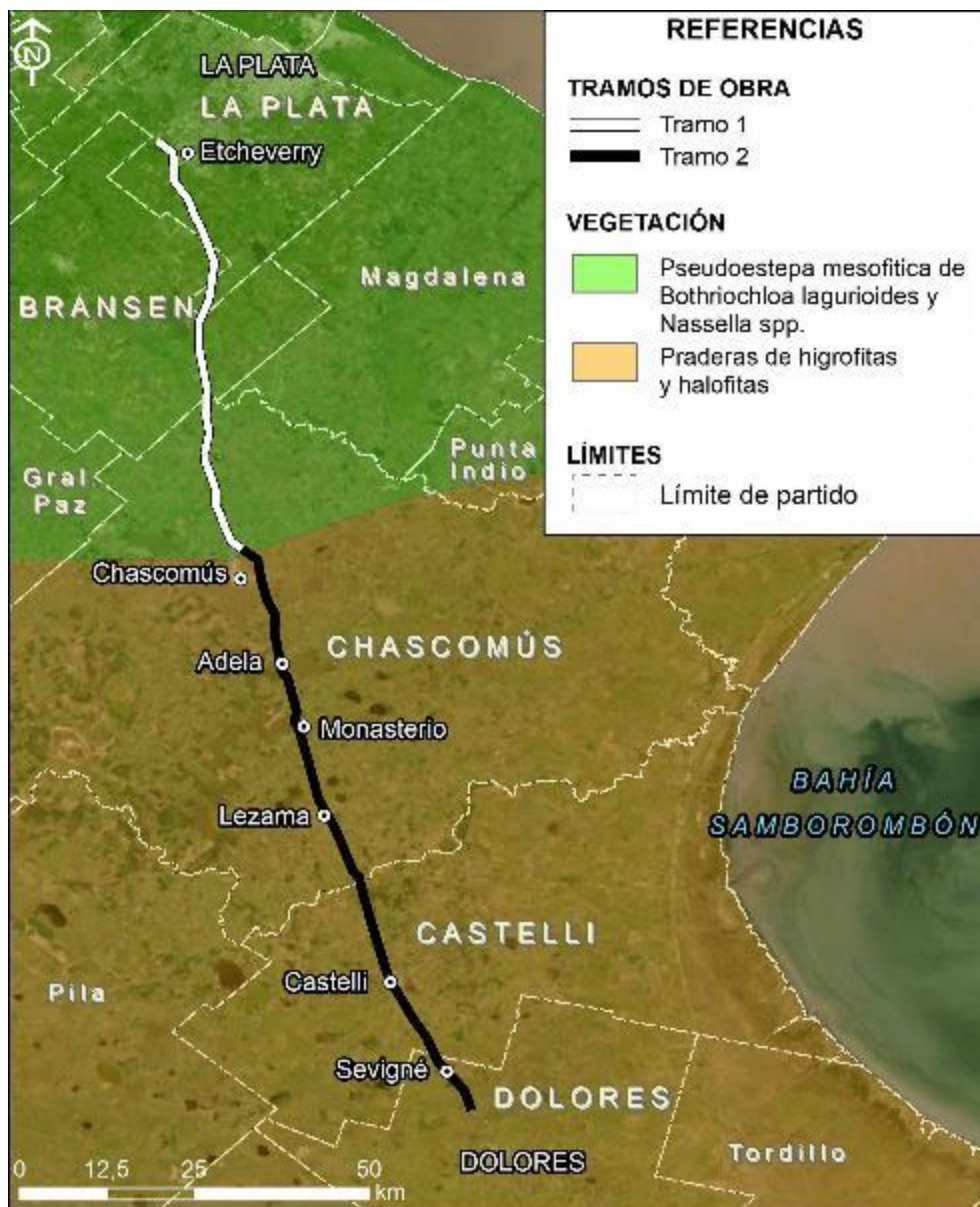 N
LA PLATA
LA PLATA
Etcheverry
BRANSEN
Magdalena
Gral.
Paz
Punta
Indio
Chascomús
CHASCOMÚS
Adela
Monasterio
Lezama
BAHÍA
SAMBOROMBÓN
CASTELLI
Castelli
Pila
Sevigné
DOLORES
DOLORES
Tordillo
0 12,5 25 50
km
REFERENCIAS
TRAMOS DE OBRA
Tramo 1
Tramo 2
VEGETACIÓN
Pseudoestepa mesofitica de
Bothriochloa lagurioides y
Nassella spp.
Praderas de higrofitas
y halofitas
LÍMITES
Límite de partido